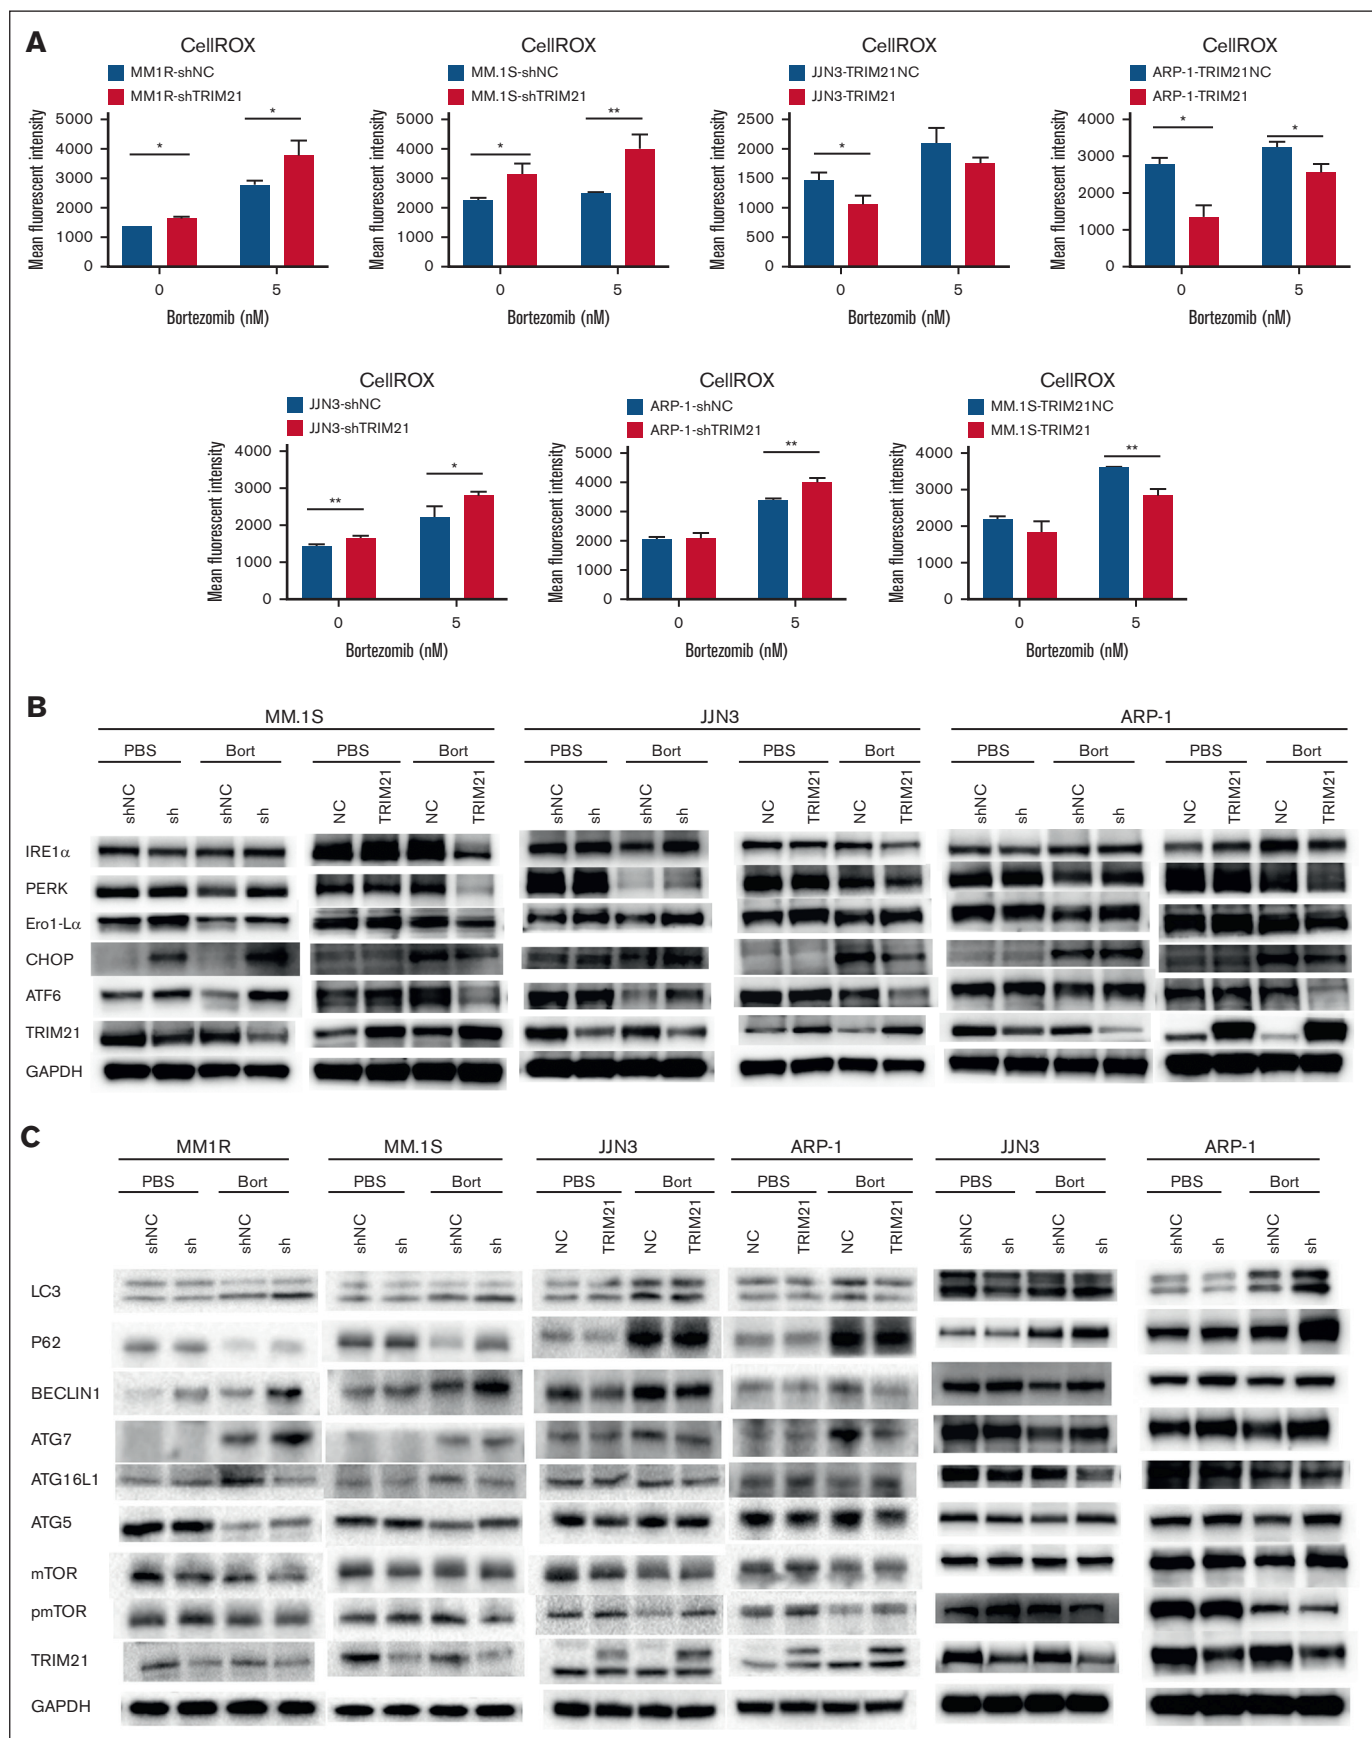 A
CellROX
MM1R-shNC
MM1R-shTRIM21
Mean fluorescent intensity
5000
4000
3000
2000
1000
0
*
*
0
5
Bortezomib (nM)
CellROX
MM.1S-shNC
MM.1S-shTRIM21
Mean fluorescent intensity
5000
4000
3000
2000
1000
0
*
**
0
5
Bortezomib (nM)
CellROX
JJN3-TRIM21NC
JJN3-TRIM21
Mean fluorescent intensity
2500
2000
1500
1000
500
0
*
0
5
Bortezomib (nM)
CellROX
ARP-1-TRIM21NC
ARP-1-TRIM21
Mean fluorescent intensity
4000
3000
2000
1000
0
*
*
0
5
Bortezomib (nM)
CellROX
JJN3-shNC
JJN3-shTRIM21
Mean fluorescent intensity
4000
3000
2000
1000
0
**
*
0
5
Bortezomib (nM)
CellROX
ARP-1-shNC
ARP-1-shTRIM21
Mean fluorescent intensity
5000
4000
3000
2000
1000
0
**
0
5
Bortezomib (nM)
CellROX
MM.1S-TRIM21NC
MM.1S-TRIM21
Mean fluorescent intensity
4000
3000
2000
1000
0
**
0
5
Bortezomib (nM)
B
MM.1S JJN3 ARP-1
PBS Bort PBS Bort PBS Bort PBS Bort PBS Bort PBS Bort
shNC sh shNC sh NC TRIM21 NC TRIM21 shNC sh shNC sh NC TRIM21 NC TRIM21 shNC sh shNC sh NC TRIM21 NC TRIM21
IRE1α
PERK
Ero1-Lα
CHOP
ATF6
TRIM21
GAPDH
C
MM1R MM.1S JJN3 ARP-1 JJN3 ARP-1
PBS Bort PBS Bort PBS Bort PBS Bort PBS Bort PBS Bort
shNC sh shNC sh shNC sh shNC sh NC TRIM21 NC TRIM21 NC TRIM21 NC TRIM21 shNC sh shNC sh shNC sh shNC sh
LC3
P62
BECLIN1
ATG7
ATG16L1
ATG5
mTOR
pmTOR
TRIM21
GAPDH